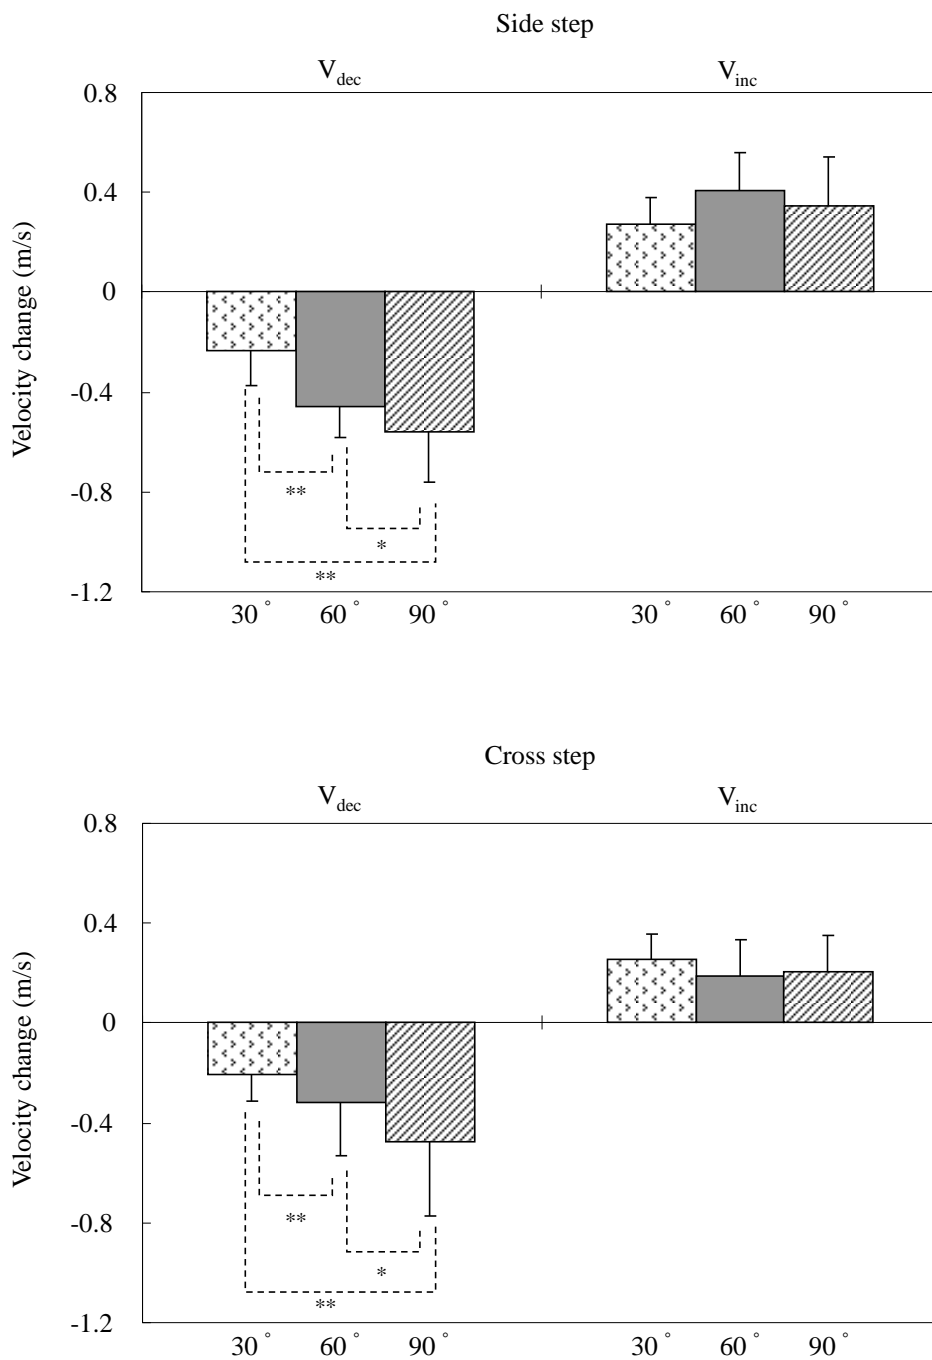 Side step
V_dec V_inc
0.8
0.4
0
-0.4
-0.8
-1.2
Velocity change (m/s)
**
*
**
30° 60° 90° 30° 60° 90°
Cross step
V_dec V_inc
0.8
0.4
0
-0.4
-0.8
-1.2
Velocity change (m/s)
**
*
**
30° 60° 90° 30° 60° 90°